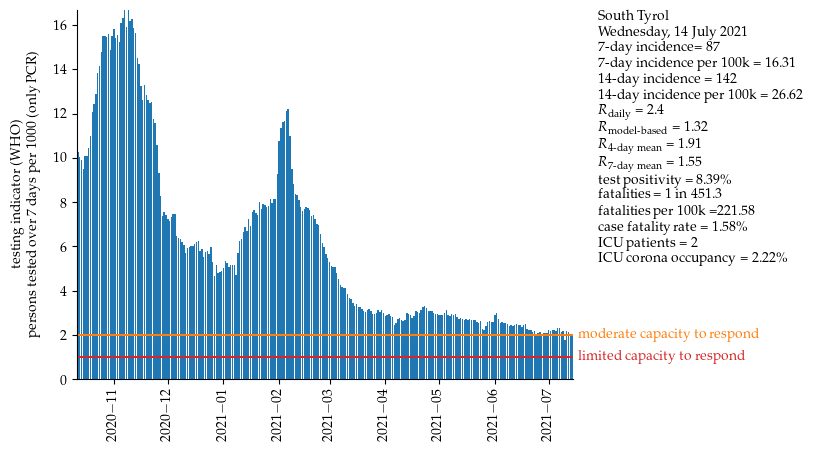 South Tyrol
Wednesday, 14 July 2021
7-day incidence= 87
7-day incidence per 100k = 16.31
14-day incidence = 142
14-day incidence per 100k = 26.62
R daily = 2.4
R model-based = 1.32
R 4-day mean = 1.91
R 7-day mean = 1.55
test positivity = 8.39%
fatalities = 1 in 451.3
fatalities per 100k =221.58
case fatality rate = 1.58%
ICU patients = 2
ICU corona occupancy = 2.22%
testing indicator (WHO)
persons tested over 7 days per 1000 (only PCR)
16
14
12
10
8
6
4
2
0
moderate capacity to respond
limited capacity to respond
2020−11
2020−12
2021−01
2021−02
2021−03
2021−04
2021−05
2021−06
2021−07